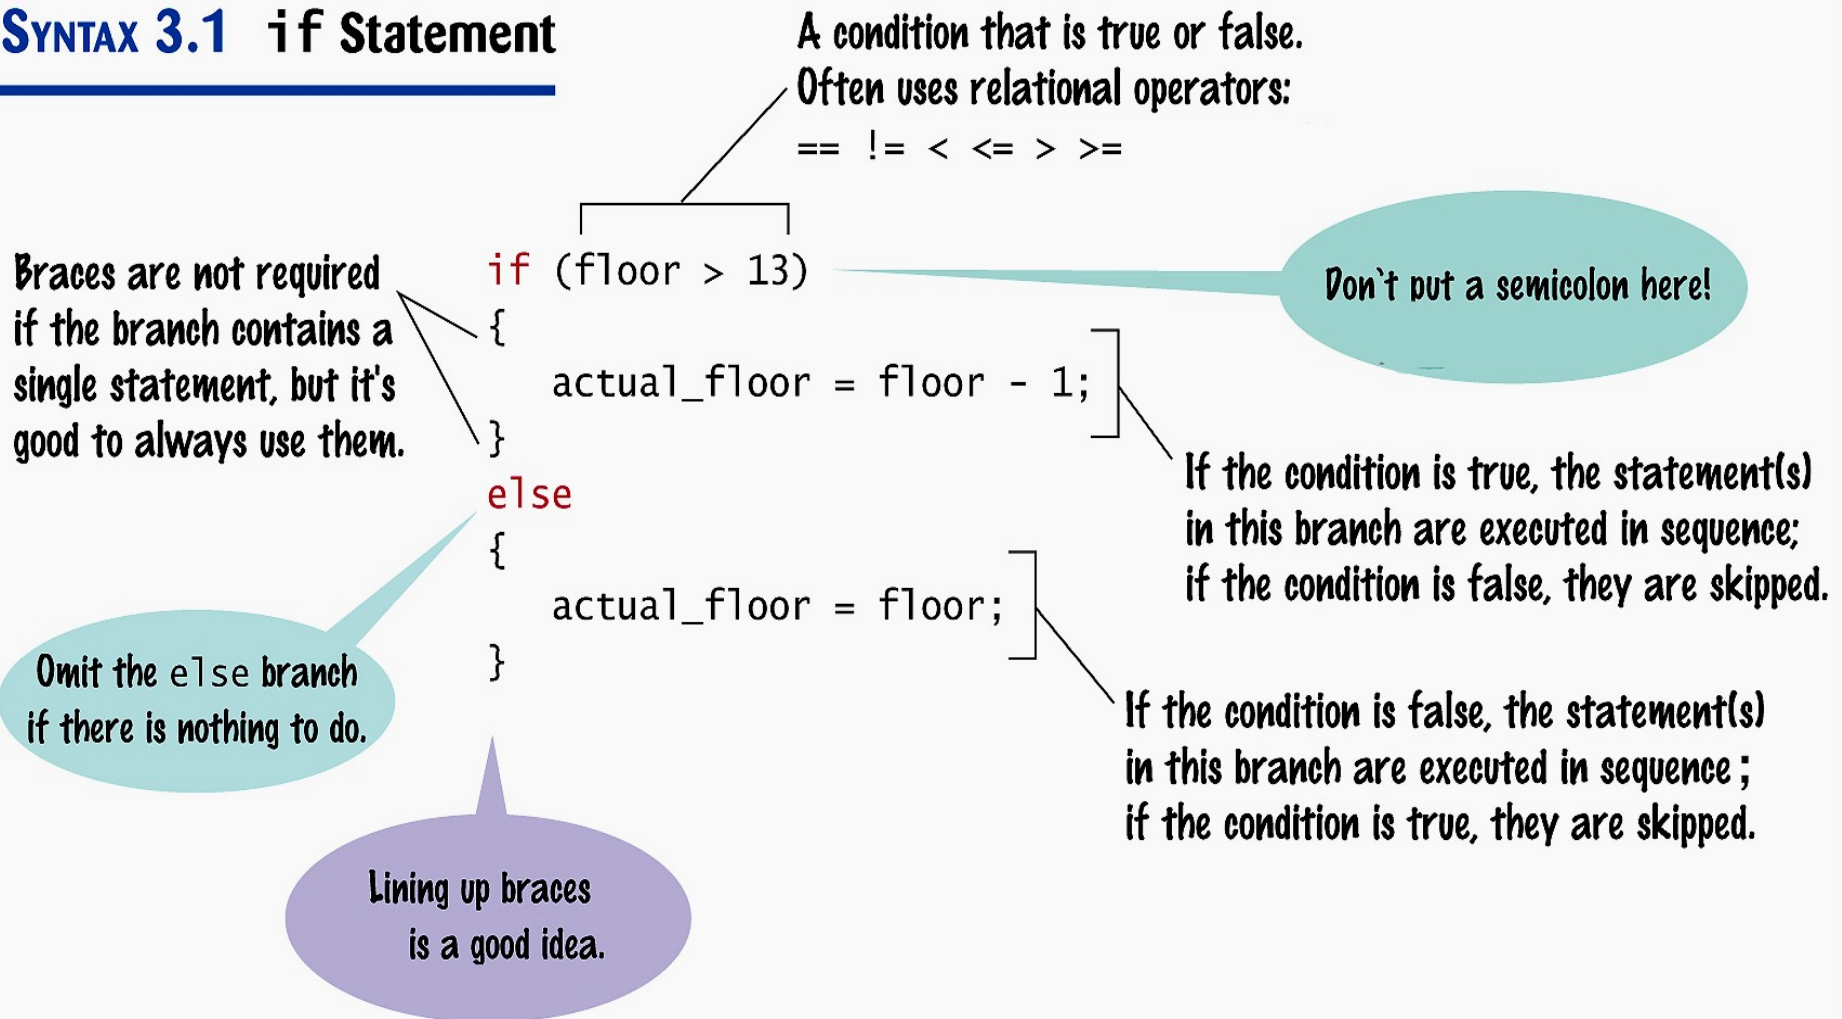 SYNTAX 3.1 if Statement
A condition that is true or false.
Often uses relational operators:
== != < <= > >=
Braces are not required
if the branch contains a
single statement, but it's
good to always use them.
if (floor > 13)
{
actual_floor = floor - 1;
}
else
{
actual_floor = floor;
}
Don`t put a semicolon here!
If the condition is true, the statement(s)
in this branch are executed in sequence;
if the condition is false, they are skipped.
Omit the else branch
if there is nothing to do.
If the condition is false, the statement(s)
in this branch are executed in sequence;
if the condition is true, they are skipped.
Lining up braces
is a good idea.